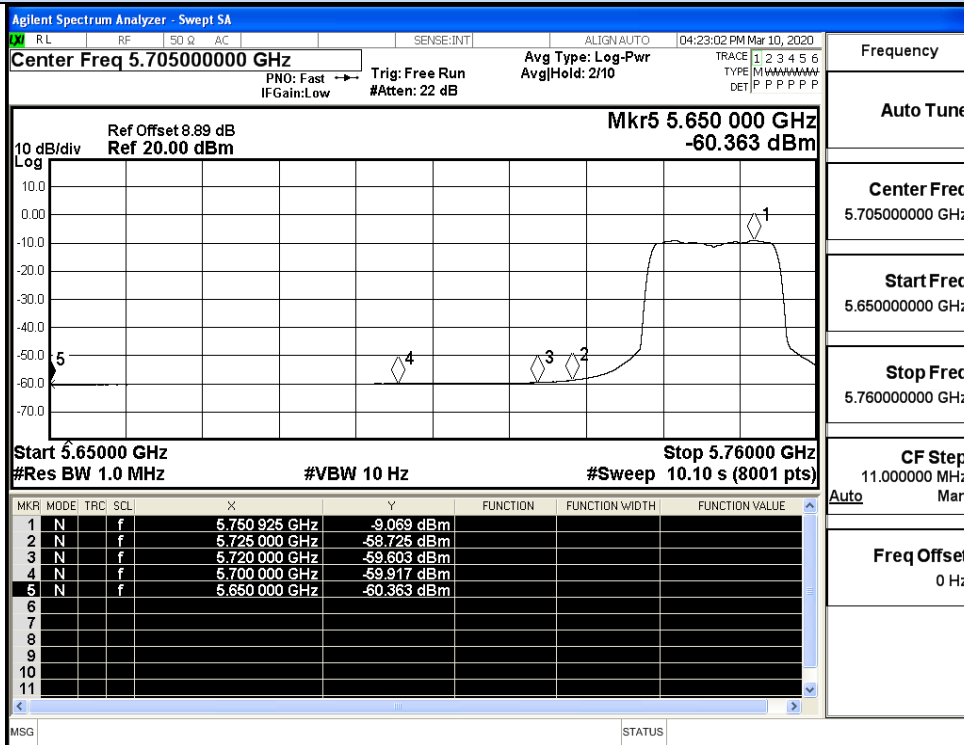 Agilent Spectrum Analyzer - Swept SA
LXI RL RF 50 Ω AC SENSE:INT ALIGN AUTO 04:23:02 PM Mar 10, 2020
Center Freq 5.705000000 GHz
PNO: Fast
IFGain:Low
Trig: Free Run
#Atten: 22 dB
Avg Type: Log-Pwr
Avg|Hold: 2/10
TRACE 1 2 3 4 5 6
TYPE M WWWWW
DET P P P P P P
Ref Offset 8.89 dB
10 dB/div Ref 20.00 dBm
Log
Mkr5 5.650 000 GHz
-60.363 dBm
10.0
0.00
-10.0
-20.0
-30.0
-40.0
-50.0
-60.0
-70.0
1
2
3
4
5
Start 5.65000 GHz Stop 5.76000 GHz
#Res BW 1.0 MHz #VBW 10 Hz #Sweep 10.10 s (8001 pts)
MKR MODE TRC SCL X Y FUNCTION FUNCTION WIDTH FUNCTION VALUE
1 N f 5.750 925 GHz -9.069 dBm
2 N f 5.725 000 GHz -58.725 dBm
3 N f 5.720 000 GHz -59.603 dBm
4 N f 5.700 000 GHz -59.917 dBm
5 N f 5.650 000 GHz -60.363 dBm
6
7
8
9
10
11
MSG STATUS
Frequency
Auto Tune
Center Freq
5.705000000 GHz
Start Freq
5.650000000 GHz
Stop Freq
5.760000000 GHz
CF Step
11.000000 MHz
Auto Man
Freq Offset
0 Hz